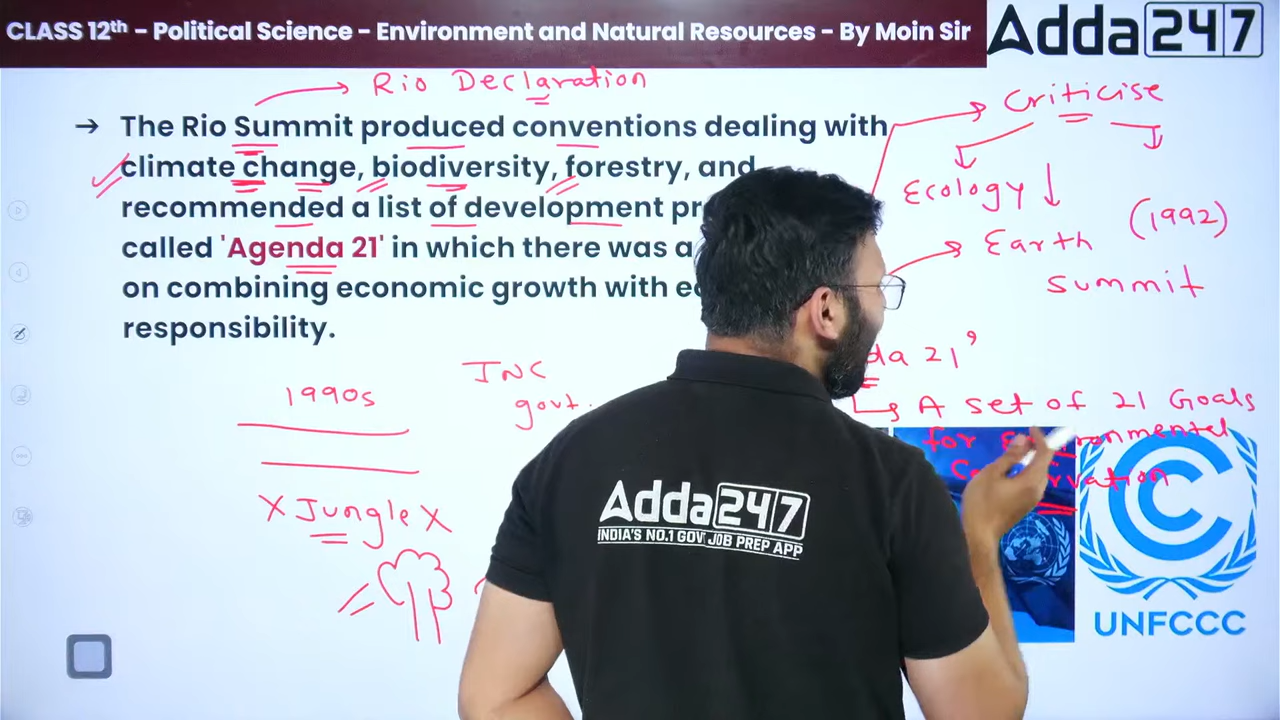 CLASS 12th – Political Science – Environment and Natural Resources – By Moin Sir
Adda247
→ Rio Declaration
→ The Rio Summit produced conventions dealing with
climate change, biodiversity, forestry, and
recommended a list of development
called 'Agenda 21' in which there was a
on combining economic growth with
responsibility.
→ Criticise
Ecology ↓
(1992)
→ Earth
Summit
da 21'
→ A set of 21 Goals
for
1990s
INC
govt.
X Jungle X
Adda247
INDIA'S NO.1 GOVT JOB PREP APP
UNFCCC